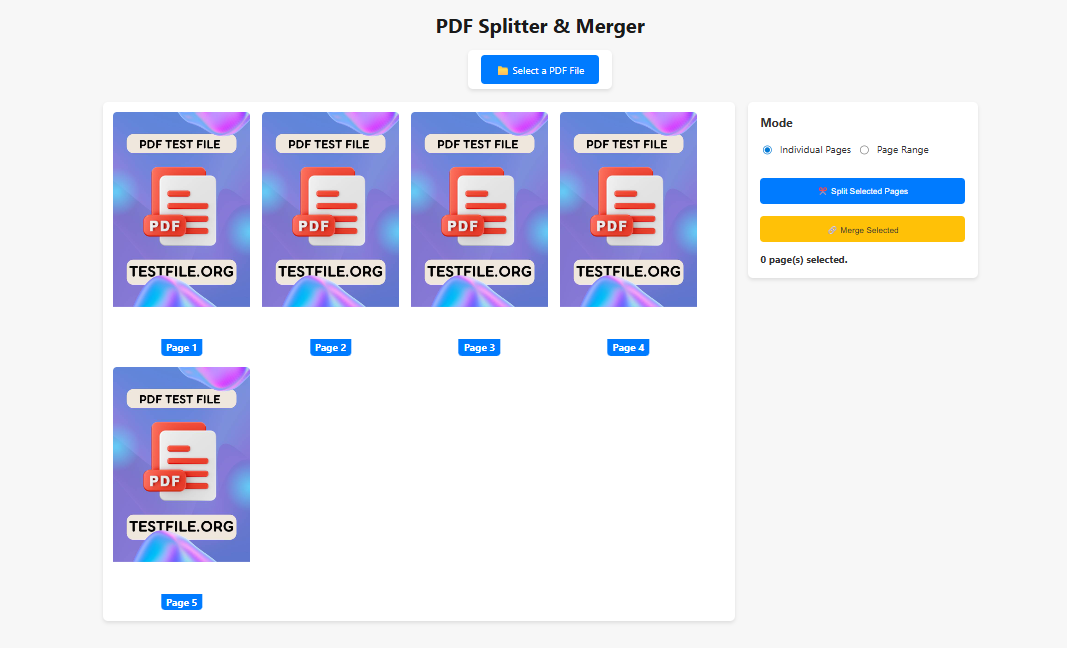 PDF Splitter & Merger
📁 Select a PDF File
PDF TEST FILE
PDF
TESTFILE.ORG
Page 1
PDF TEST FILE
PDF
TESTFILE.ORG
Page 2
PDF TEST FILE
PDF
TESTFILE.ORG
Page 3
PDF TEST FILE
PDF
TESTFILE.ORG
Page 4
PDF TEST FILE
PDF
TESTFILE.ORG
Page 5
Mode
Individual Pages
Page Range
Split Selected Pages
Merge Selected
0 page(s) selected.